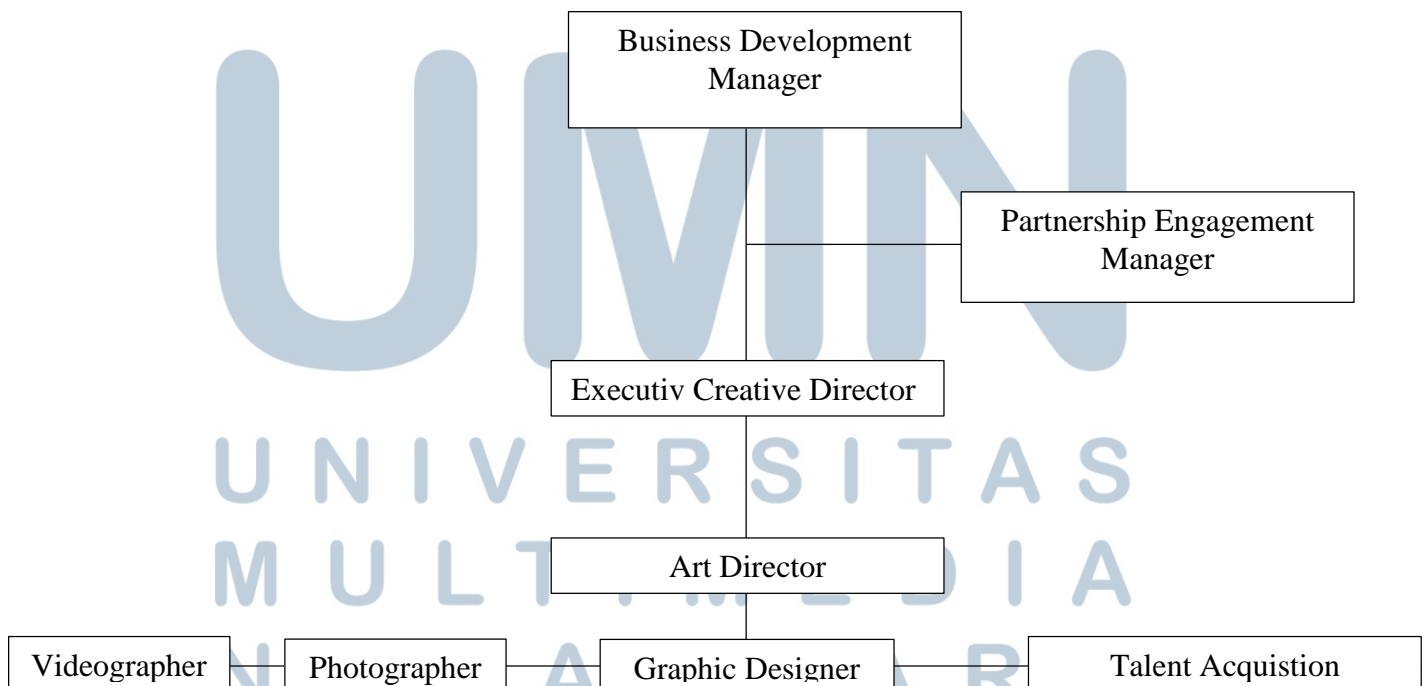 Business Development
Manager
Partnership Engagement
Manager
Executiv Creative Director
UMN
UNIVERSITAS
Art Director
MULTIMEDIA
Videographer
Photographer
Graphic Designer
Talent Acquistion